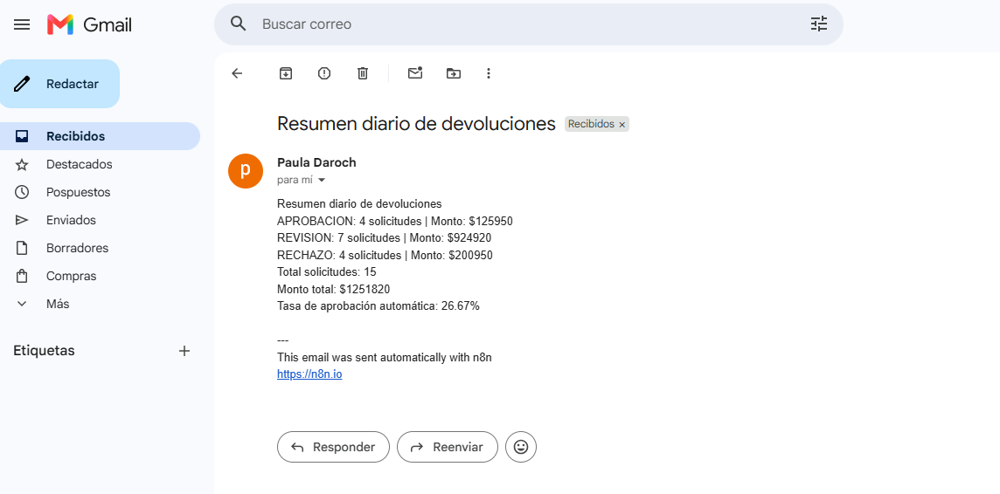 Gmail
Buscar correo
Redactar
Recibidos
Destacados
Pospuestos
Enviados
Borradores
Compras
Más
Etiquetas
Resumen diario de devoluciones Recibidos ×
p
Paula Daroch
para mí
Resumen diario de devoluciones
APROBACION: 4 solicitudes | Monto: $125950
REVISION: 7 solicitudes | Monto: $924920
RECHAZO: 4 solicitudes | Monto: $200950
Total solicitudes: 15
Monto total: $1251820
Tasa de aprobación automática: 26.67%
---
This email was sent automatically with n8n
https://n8n.io
Responder Reenviar